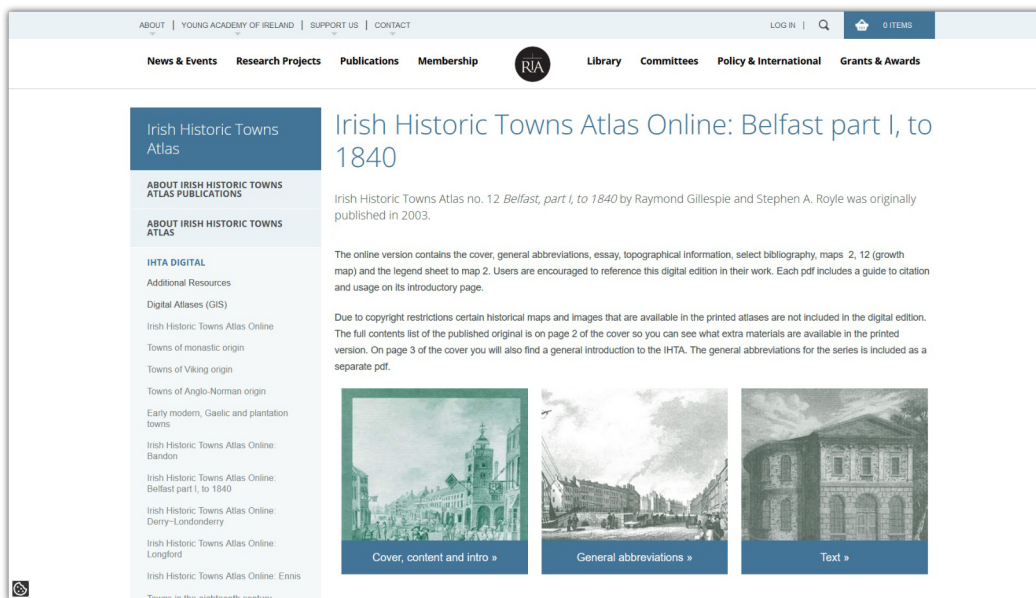 ABOUT | YOUNG ACADEMY OF IRELAND | SUPPORT US | CONTACT
LOG IN |
0 ITEMS
News & Events Research Projects Publications Membership RIA Library Committees Policy & International Grants & Awards
Irish Historic Towns
Atlas
ABOUT IRISH HISTORIC TOWNS
ATLAS PUBLICATIONS
ABOUT IRISH HISTORIC TOWNS
ATLAS
IHTA DIGITAL
Additional Resources
Digital Atlases (GIS)
Irish Historic Towns Atlas Online
Towns of monastic origin
Towns of Viking origin
Towns of Anglo-Norman origin
Early modern, Gaelic and plantation
towns
Irish Historic Towns Atlas Online:
Bandon
Irish Historic Towns Atlas Online:
Belfast part I, to 1840
Irish Historic Towns Atlas Online:
Derry~Londonderry
Irish Historic Towns Atlas Online:
Longford
Irish Historic Towns Atlas Online: Ennis
Towns in the eighteenth century
Irish Historic Towns Atlas Online: Belfast part I, to
1840
Irish Historic Towns Atlas no. 12 Belfast, part I, to 1840 by Raymond Gillespie and Stephen A. Royle was originally
published in 2003.
The online version contains the cover, general abbreviations, essay, topographical information, select bibliography, maps 2, 12 (growth
map) and the legend sheet to map 2. Users are encouraged to reference this digital edition in their work. Each pdf includes a guide to citation
and usage on its introductory page.
Due to copyright restrictions certain historical maps and images that are available in the printed atlases are not included in the digital edition.
The full contents list of the published original is on page 2 of the cover so you can see what extra materials are available in the printed
version. On page 3 of the cover you will also find a general introduction to the IHTA. The general abbreviations for the series is included as a
separate pdf.
Cover, content and intro »
General abbreviations »
Text »